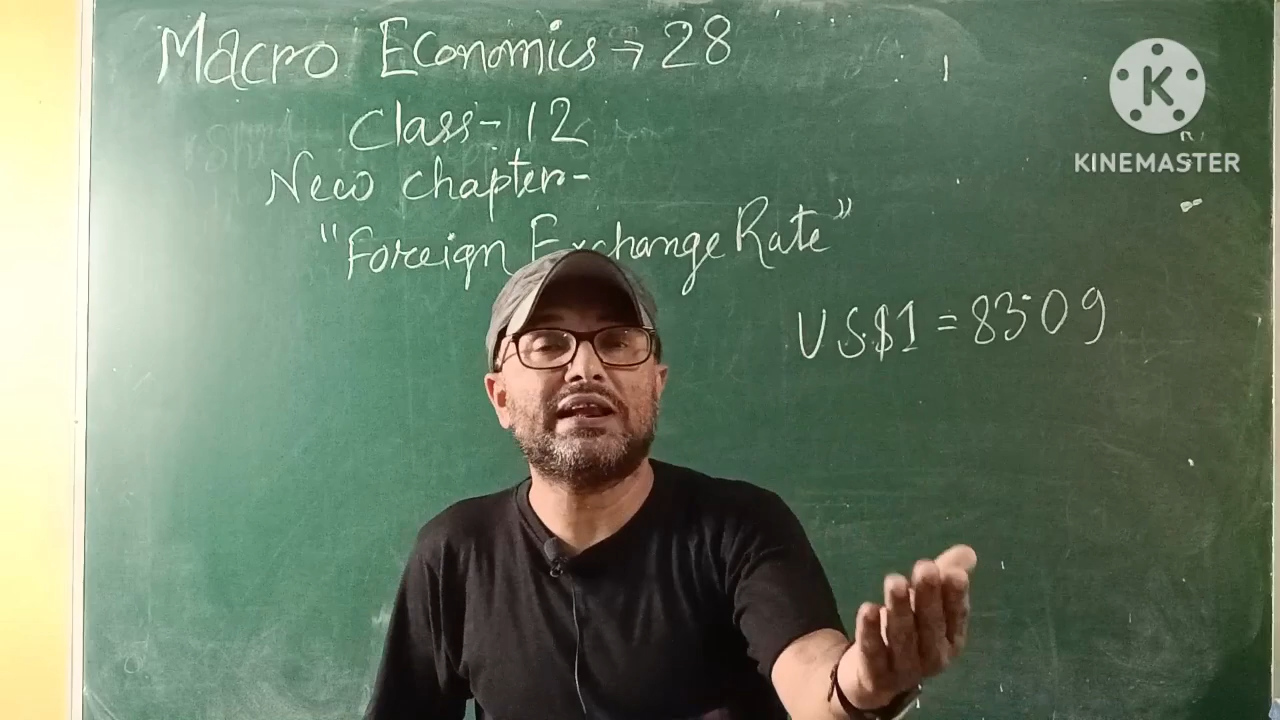 Macro Economics → 28
Class - 12
New chapter -
"Foreign Exchange Rate"
US$1 = 83.09
KINEMASTER